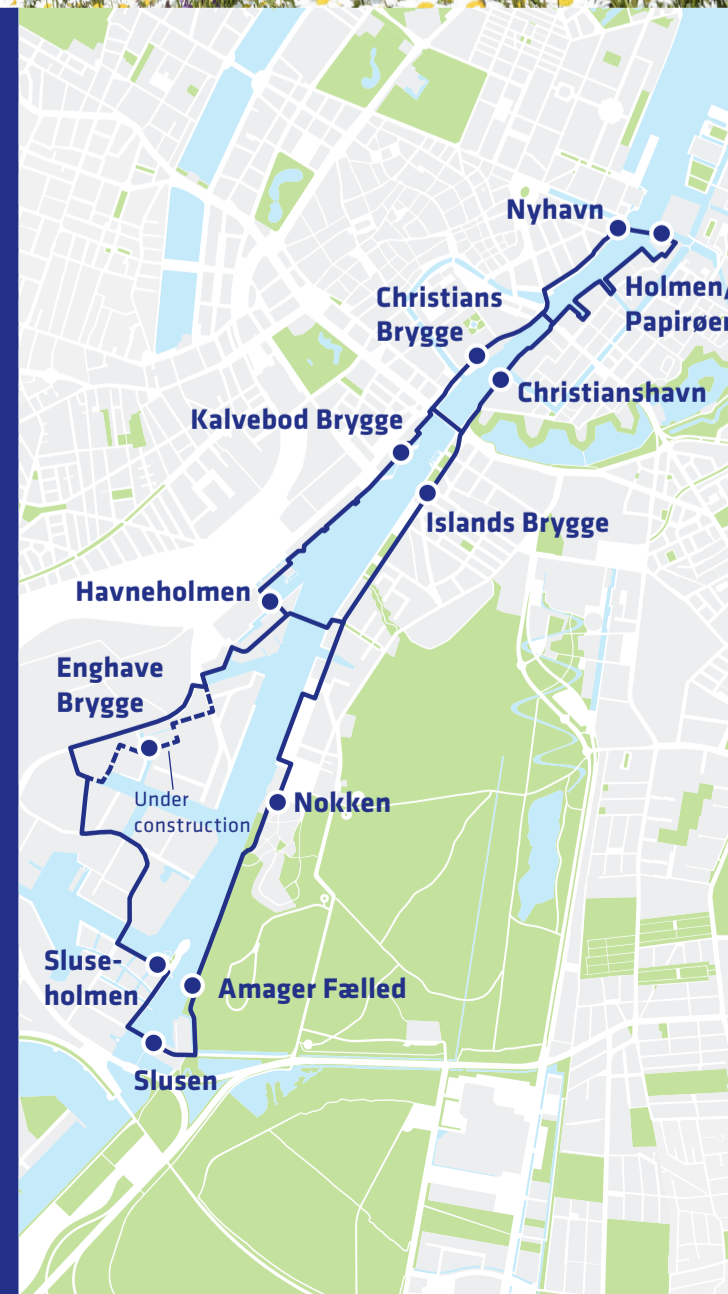 Nyhavn
Holmen/
Papirøen
Christians
Brygge
Christianshavn
Kalvebod Brygge
Islands Brygge
Havneholmen
Enghave
Brygge
Under
construction
Nokken
Sluse-
holmen
Amager Fælled
Slusen